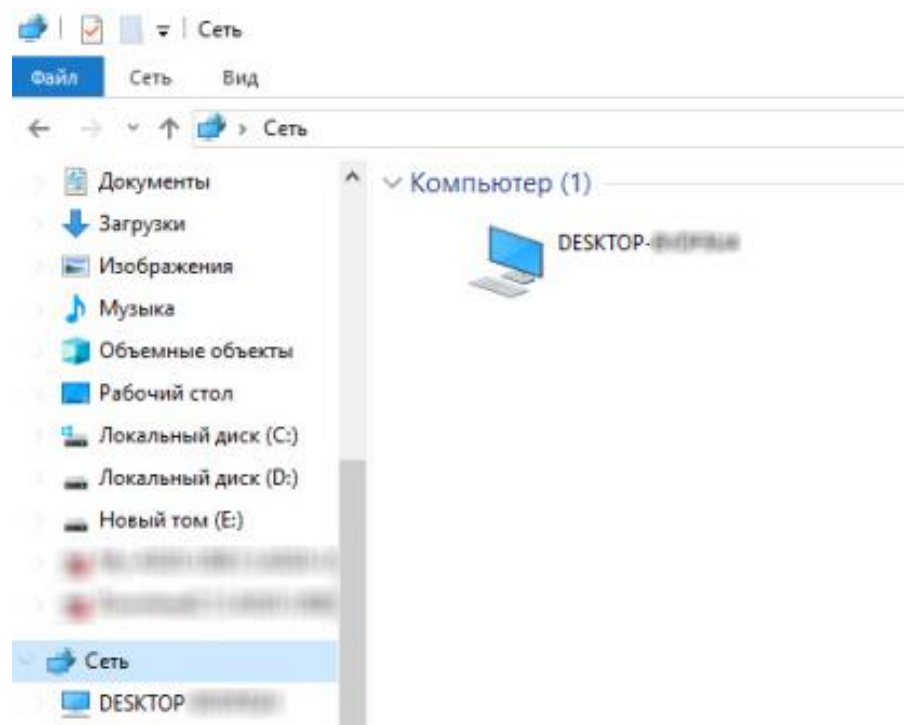 Сеть
Файл Сеть Вид
Сеть
Документы
Загрузки
Изображения
Музыка
Объемные объекты
Рабочий стол
Локальный диск (C:)
Локальный диск (D:)
Новый том (E:)
Сеть
DESKTOP
Компьютер (1)
DESKTOP-